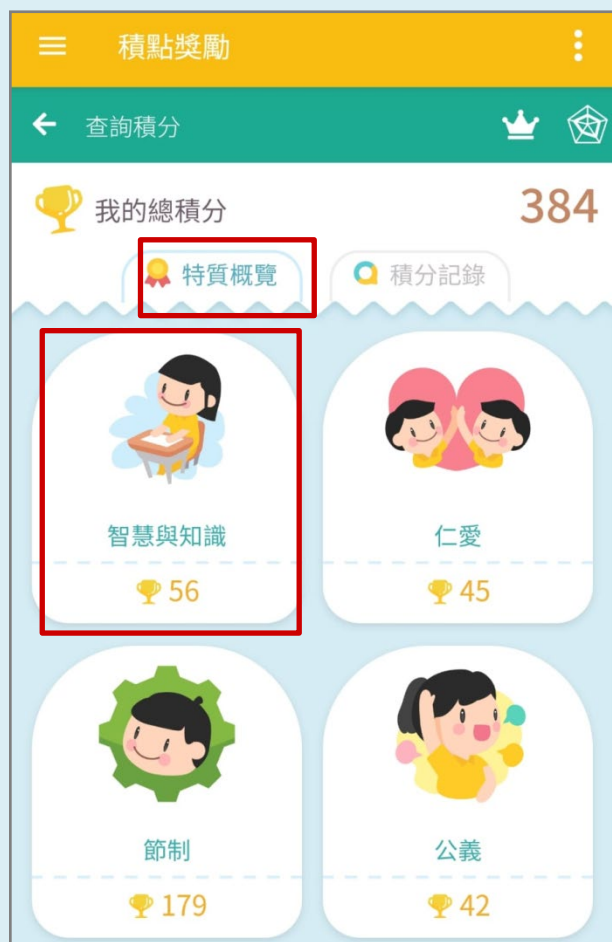 積點獎勵
查詢積分
我的總積分 384
特質概覽 積分記錄
智慧與知識 仁愛
56 45
節制 公義
179 42